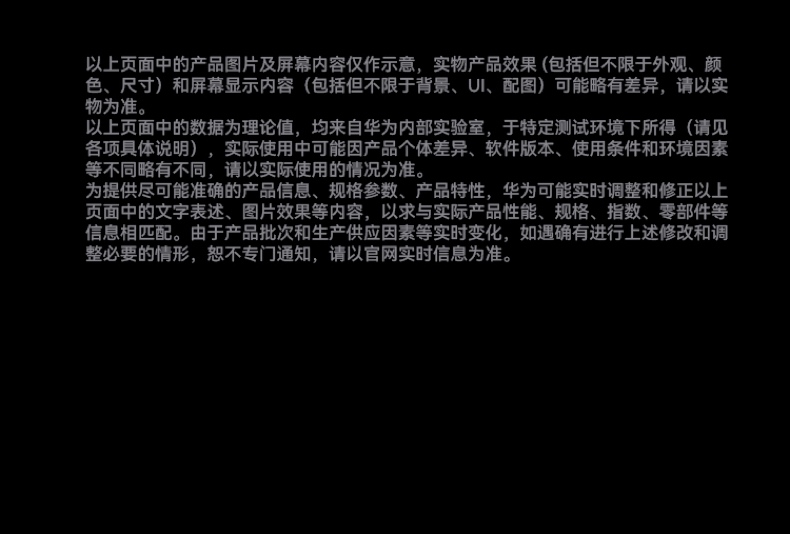 以上页面中的产品图片及屏幕内容仅作示意，实物产品效果 (包括但不限于外观、颜
色、尺寸）和屏幕显示内容（包括但不限于背景、UI、配图）可能略有差异，请以实
物为准。
以上页面中的数据为理论值，均来自华为内部实验室，于特定测试环境下所得（请见
各项具体说明），实际使用中可能因产品个体差异、软件版本、使用条件和环境因素
等不同略有不同，请以实际使用的情况为准。
为提供尽可能准确的产品信息、规格参数、产品特性，华为可能实时调整和修正以上
页面中的文字表述、图片效果等内容，以求与实际产品性能、规格、指数、零部件等
信息相匹配。由于产品批次和生产供应因素等实时变化，如遇确有进行上述修改和调
整必要的情形，恕不专门通知，请以官网实时信息为准。